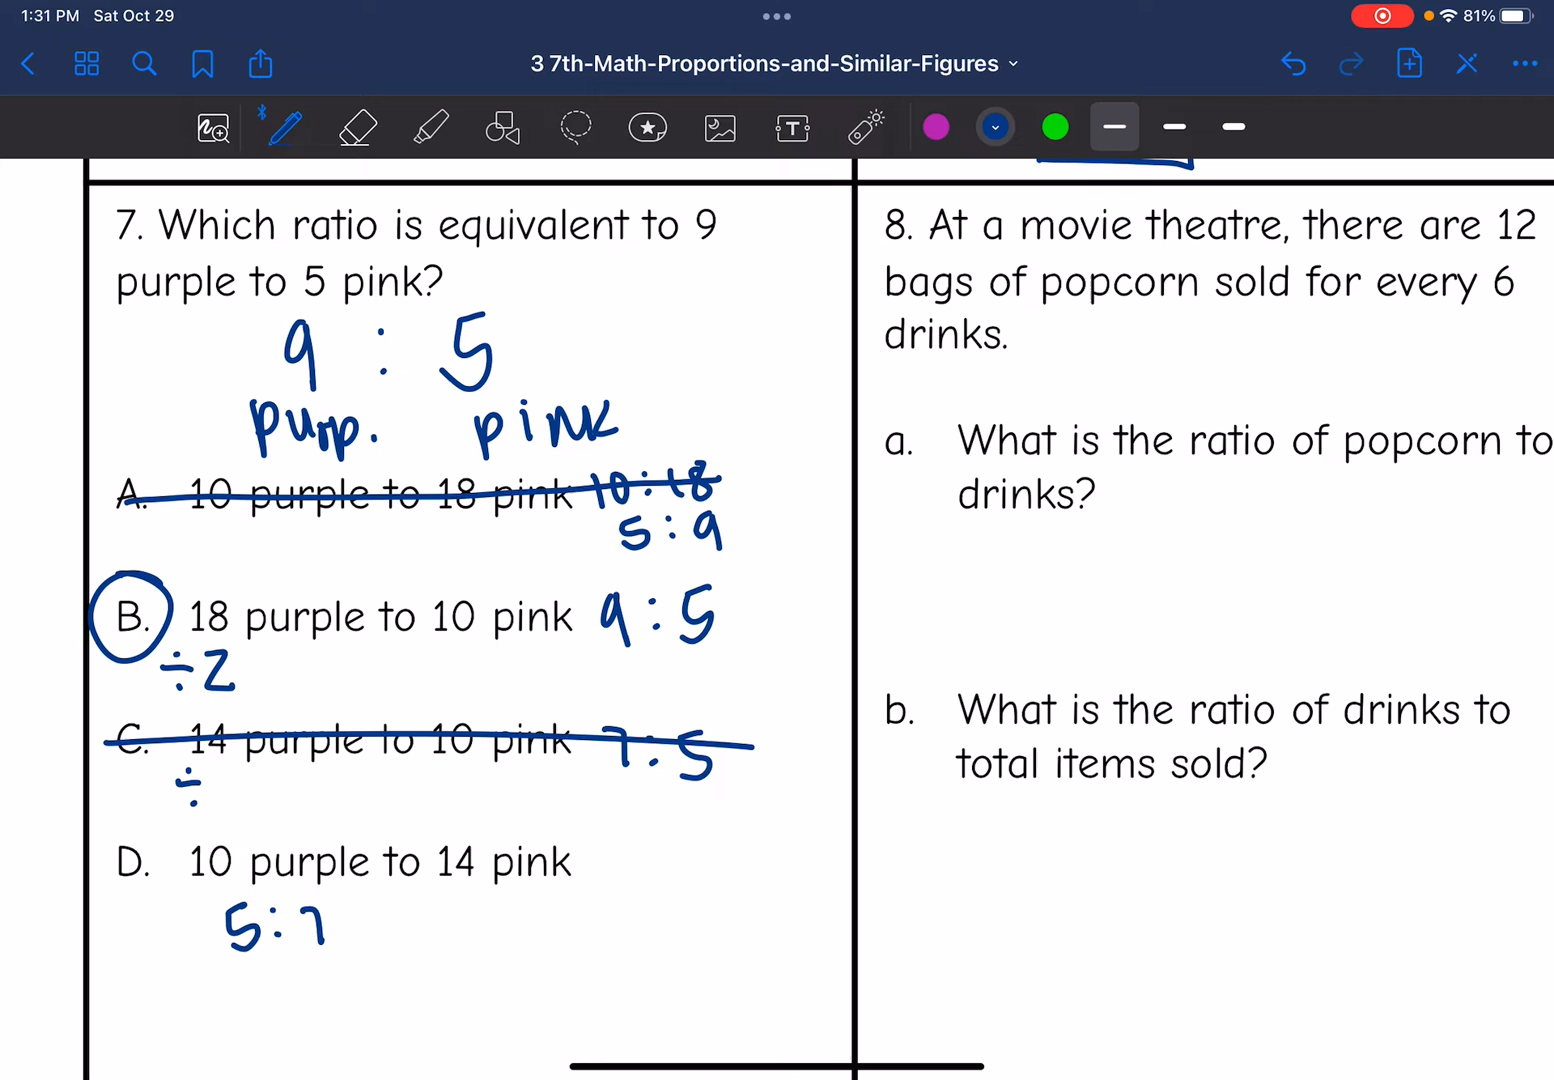 1:31 PM Sat Oct 29
81%
3 7th-Math-Proportions-and-Similar-Figures
T
7. Which ratio is equivalent to 9
purple to 5 pink?
9 : 5
purp. pink
A. 10 purple to 18 pink 10:18
5:9
B. 18 purple to 10 pink 9:5
÷2
C. 14 purple to 10 pink 7:5
÷
D. 10 purple to 14 pink
5:7
8. At a movie theatre, there are 12
bags of popcorn sold for every 6
drinks.
a. What is the ratio of popcorn to
drinks?
b. What is the ratio of drinks to
total items sold?